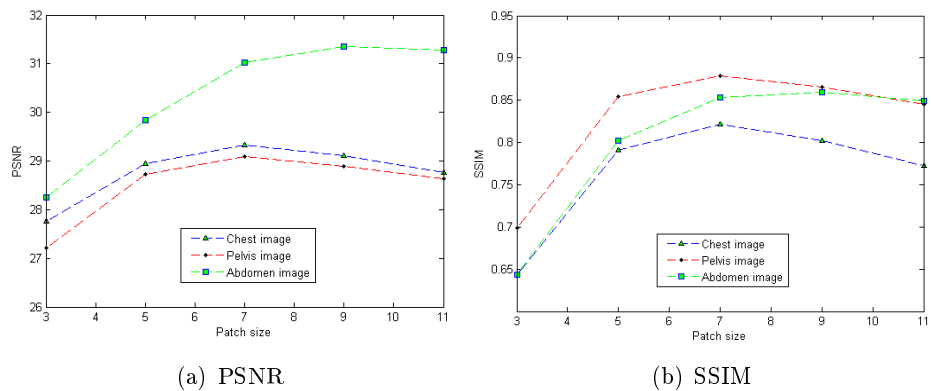 32
31
30
29
28
27
26
PSNR
Chest image
Pelvis image
Abdomen image
3 4 5 6 7 8 9 10 11
Patch size
(a) PSNR
0.95
0.9
0.85
0.8
0.75
0.7
0.65
SSIM
Chest image
Pelvis image
Abdomen image
3 4 5 6 7 8 9 10 11
Patch size
(b) SSIM